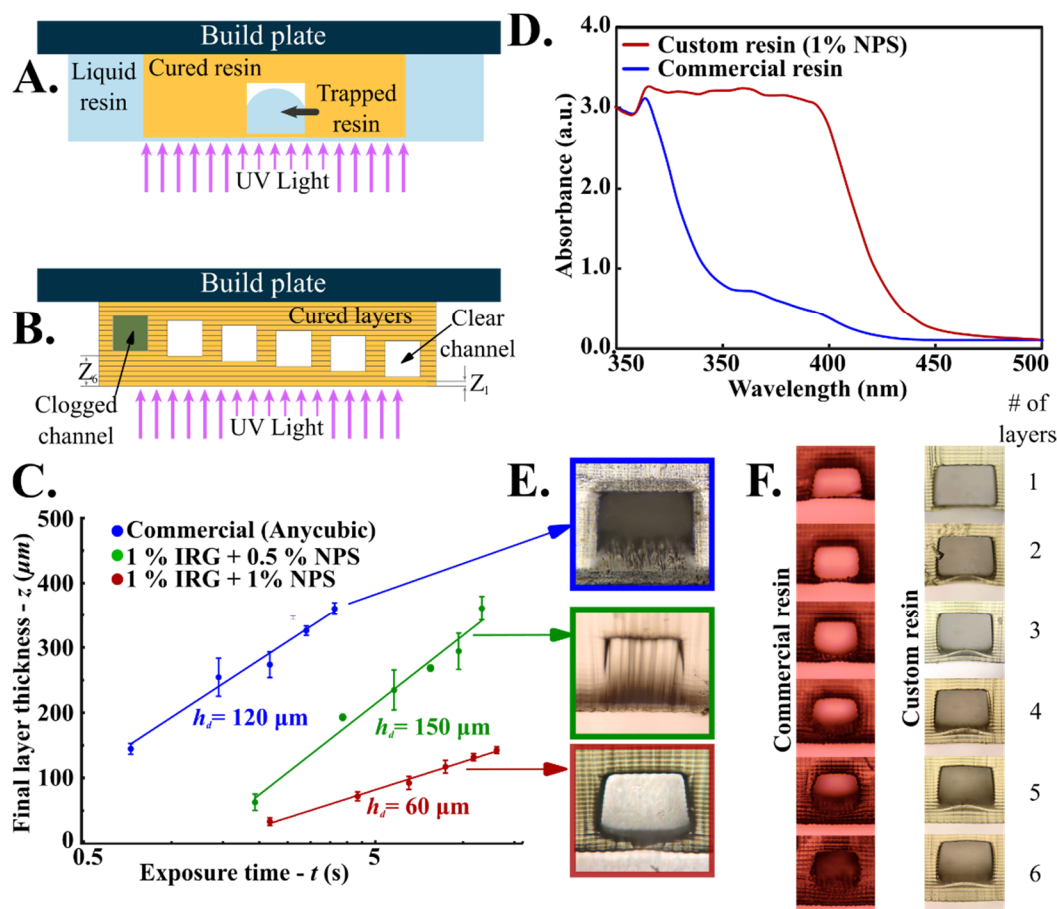 A.
Build plate
Liquid
resin
Cured resin
Trapped
resin
UV Light
B.
Build plate
Cured layers
Clear
channel
Z6
Z1
Clogged
channel
UV Light
C.
Final layer thickness - z (µm)
500
400
300
200
100
0
0.5
5
Exposure time - t (s)
Commercial (Anycubic)
1 % IRG + 0.5 % NPS
1 % IRG + 1% NPS
hd= 120 µm
hd= 150 µm
hd= 60 µm
D.
Absorbance (a.u.)
4.0
3.0
2.0
1.0
0.0
Custom resin (1% NPS)
Commercial resin
350
350
400
450
500
Wavelength (nm)
E.
F.
# of
layers
Commercial resin
Custom resin
1
2
3
4
5
6